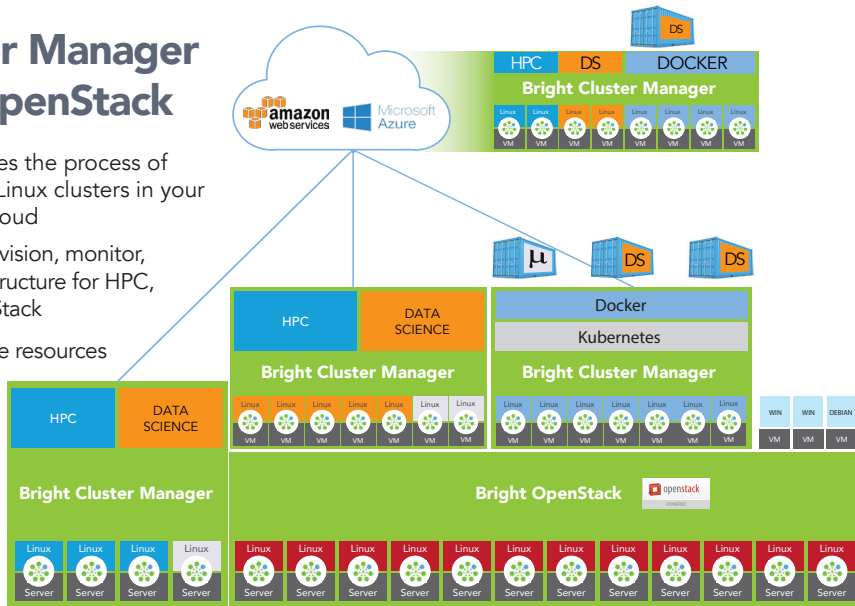 r Manager
penStack
es the process of
Linux clusters in your
oud
vision, monitor,
ructure for HPC,
Stack
e resources
amazon
webservices
Microsoft
Azure
DS
HPC DS DOCKER
Bright Cluster Manager
Linux Linux Linux Linux Linux Linux Linux Linux
VM VM VM VM VM VM VM VM
µ DS DS
HPC DATA
SCIENCE
Bright Cluster Manager
Linux Linux Linux Linux Linux Linux Linux
VM VM VM VM VM VM VM
Docker
Kubernetes
Bright Cluster Manager
Linux Linux Linux Linux Linux Linux Linux
VM VM VM VM VM VM VM
WIN WIN DEBIAN
VM VM VM
HPC DATA
SCIENCE
Bright Cluster Manager
Linux Linux Linux Linux
Server Server Server Server
Bright OpenStack
openstack
POWERED
Linux Linux Linux Linux Linux Linux Linux Linux Linux Linux Linux Linux
Server Server Server Server Server Server Server Server Server Server Server Server